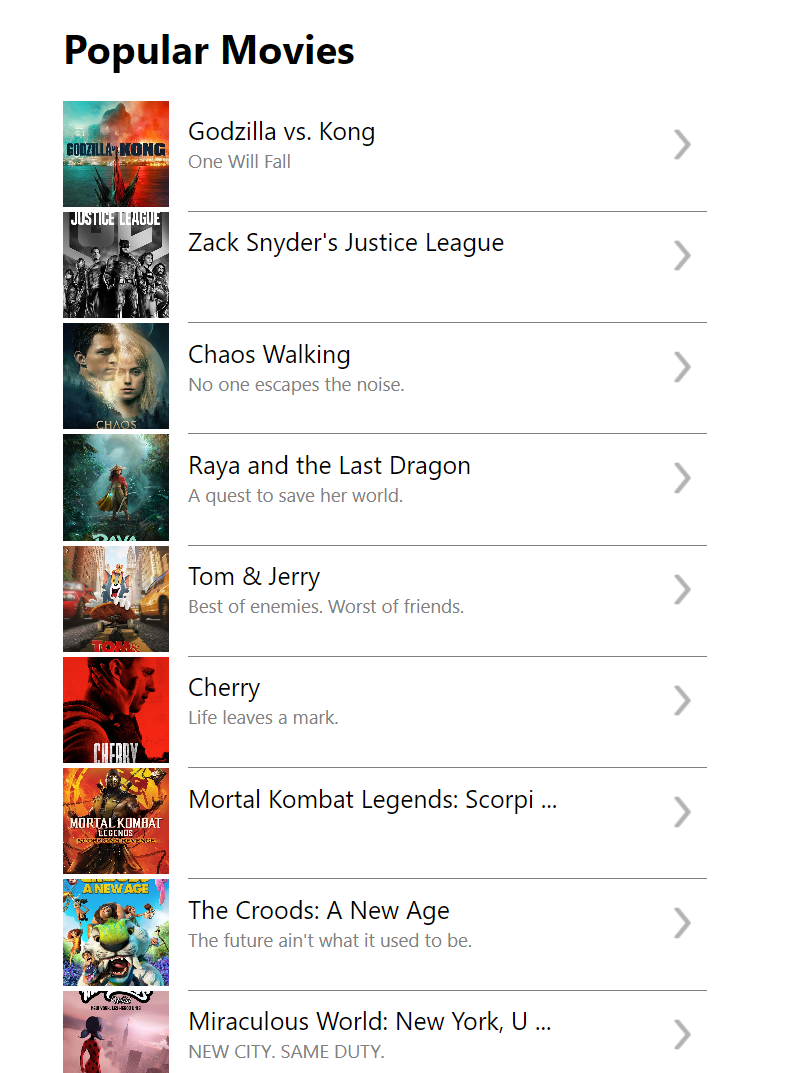 Popular Movies
GODZILLA VS. KONG
Godzilla vs. Kong
One Will Fall
JUSTICE LEAGUE
Zack Snyder's Justice League
Chaos Walking
No one escapes the noise.
CHAOS
Raya and the Last Dragon
A quest to save her world.
RAYA
Tom & Jerry
Best of enemies. Worst of friends.
TOM&
Cherry
Life leaves a mark.
CHERRY
Mortal Kombat Legends: Scorpi ...
MORTAL KOMBAT
LEGENDS
SCORPION'S REVENGE
A NEW AGE
The Croods: A New Age
The future ain't what it used to be.
Miraculous World: New York, U ...
NEW CITY. SAME DUTY.